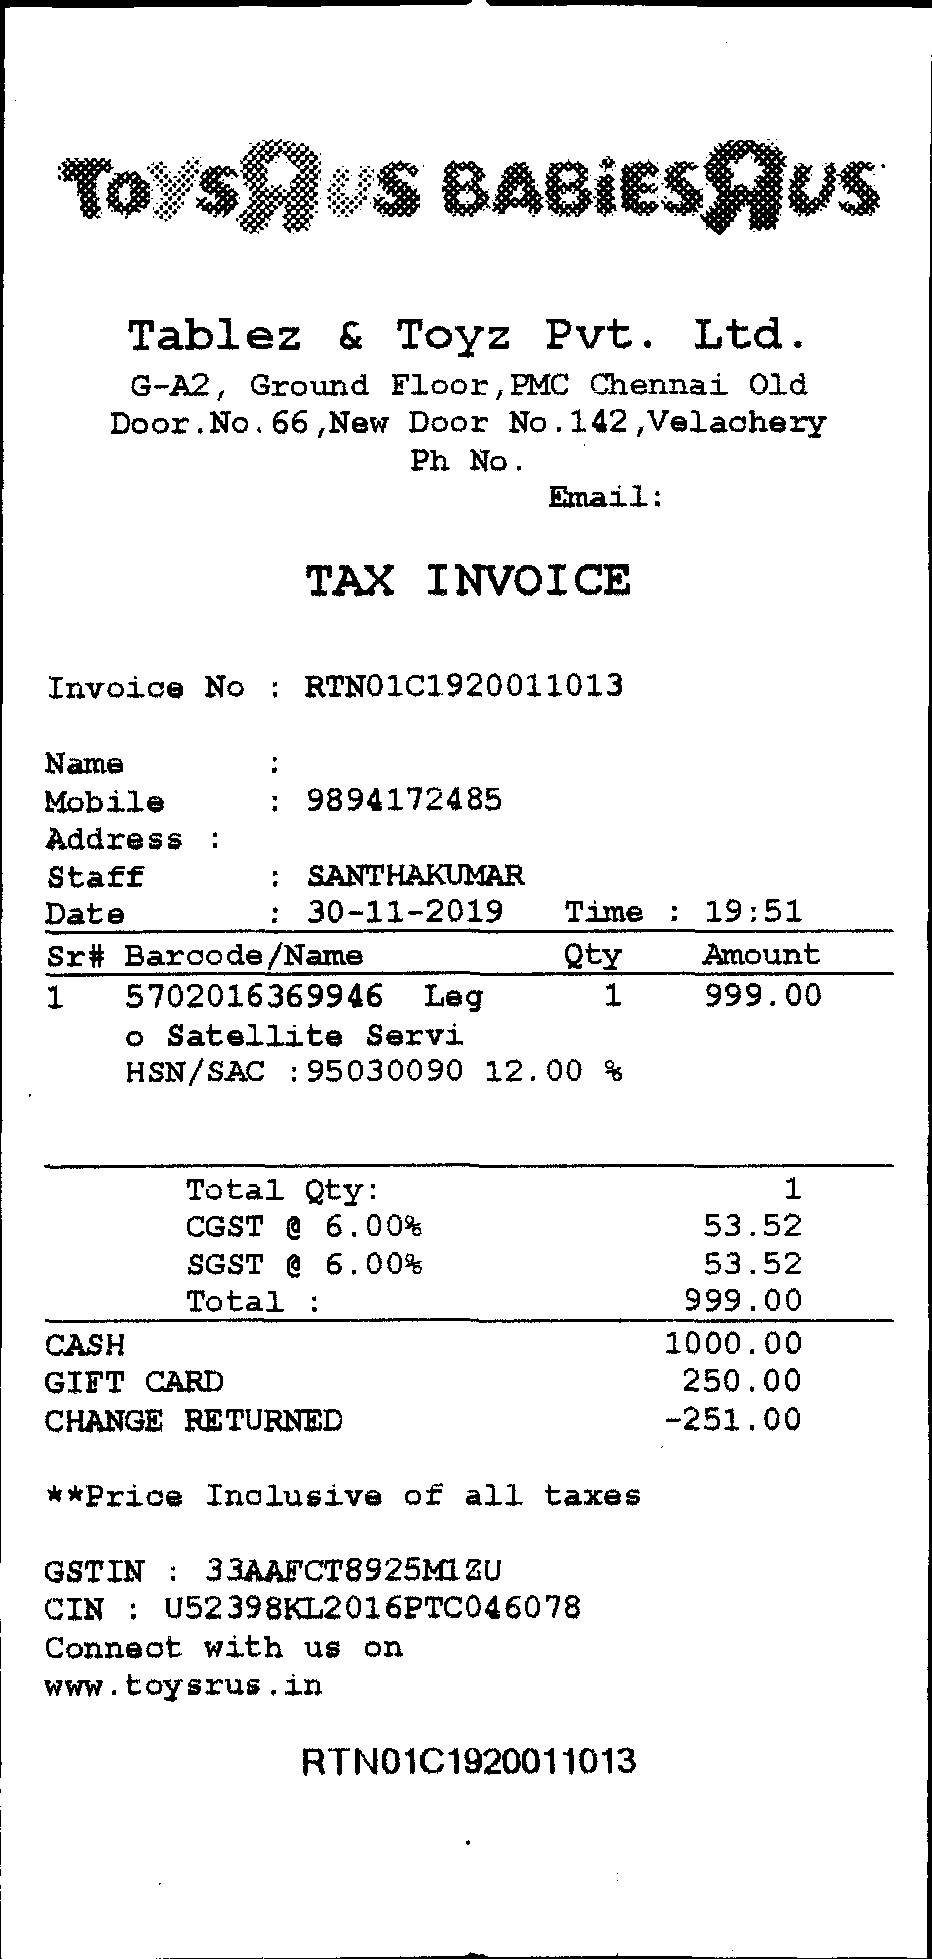 TOYSRUS BABIESRUS
Tablez & Toyz Pvt. Ltd.
G-A2, Ground Floor,PMC Chennai Old
Door.No.66,New Door No.142,Velachery
Ph No.
Email:
TAX INVOICE
Invoice No : RTN01C1920011013
Name :
Mobile : 9894172485
Address :
Staff : SANTHAKUMAR
Date : 30-11-2019 Time : 19:51
Sr# Barcode/Name Qty Amount
1 5702016369946 Leg 1 999.00
o Satellite Servi
HSN/SAC :95030090 12.00 %
Total Qty: 1
CGST @ 6.00% 53.52
SGST @ 6.00% 53.52
Total : 999.00
CASH 1000.00
GIFT CARD 250.00
CHANGE RETURNED -251.00
**Price Inclusive of all taxes
GSTIN : 33AAFCT8925M1ZU
CIN : U52398KL2016PTC046078
Connect with us on
www.toysrus.in
RTN01C1920011013